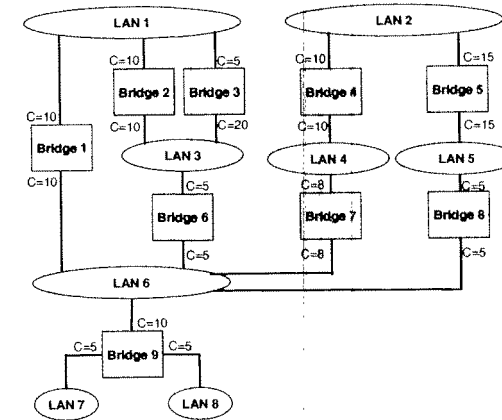 LAN 1
LAN 2
C=10
C=5
C=10
C=15
Bridge 2
Bridge 3
Bridge 4
Bridge 5
C=10
C=10
C=20
C=10
C=15
Bridge 1
LAN 3
LAN 4
LAN 5
C=10
C=5
C=8
C=5
Bridge 6
Bridge 7
Bridge 8
C=5
C=8
C=5
LAN 6
C=10
C=5
Bridge 9
C=5
LAN 7
LAN 8